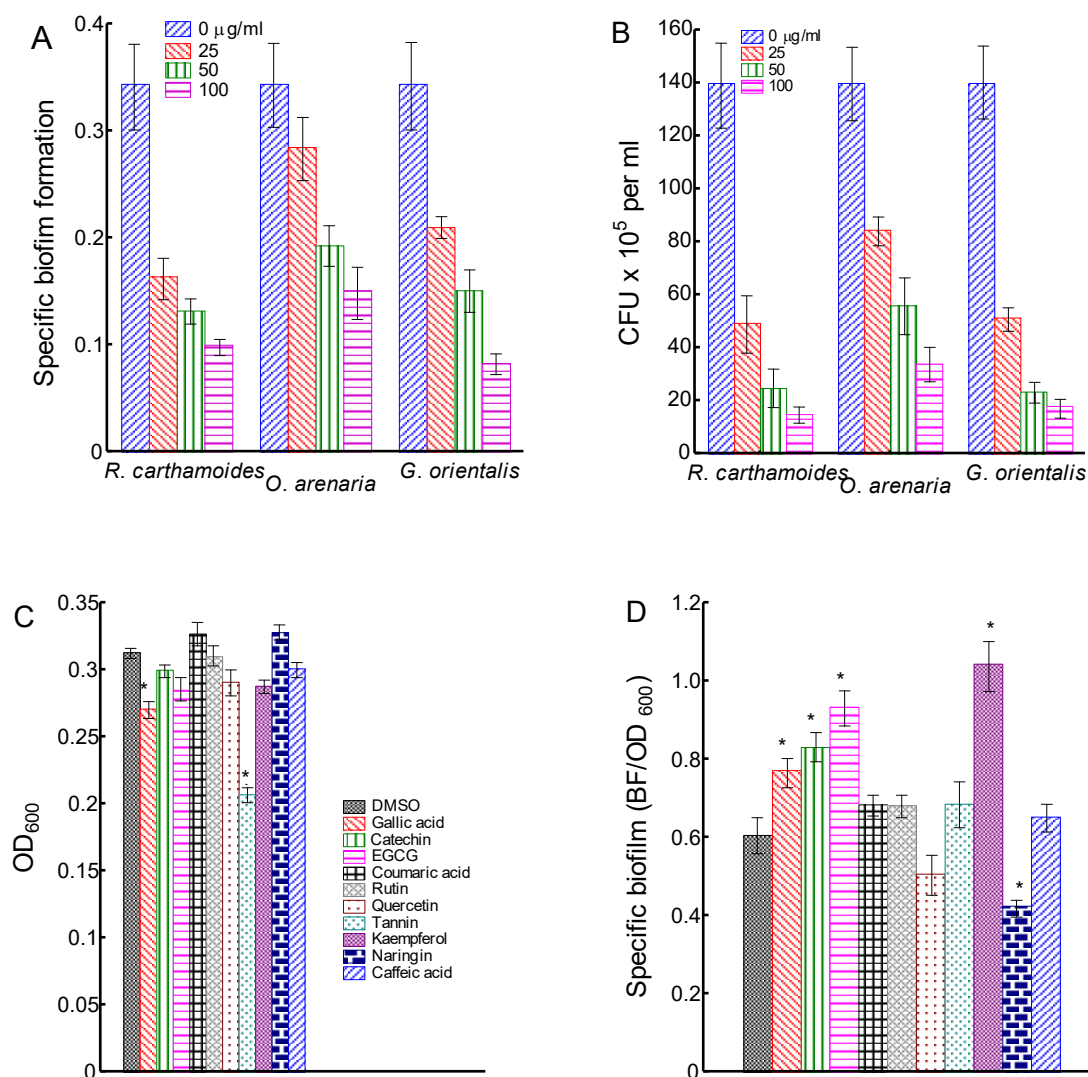 A
0 μg/ml
25
50
100
0.4
0.3
0.2
0.1
0
Specific biofim formation
R. carthamoides
O. arenaria
G. orientalis
B
0 μg/ml
25
50
100
160
140
120
100
80
60
40
20
0
CFU x 10⁵ per ml
R. carthamoides
O. arenaria
G. orientalis
C
0.35
0.3
0.25
0.2
0.15
0.1
0.05
0
OD₆₀₀
*
*
DMSO
Gallic acid
Catechin
EGCG
Coumaric acid
Rutin
Quercetin
Tannin
Kaempferol
Naringin
Caffeic acid
D
1.2
1.0
0.8
0.6
0.4
0.2
0
Specific biofilm (BF/OD ₆₀₀)
*
*
*
*
*